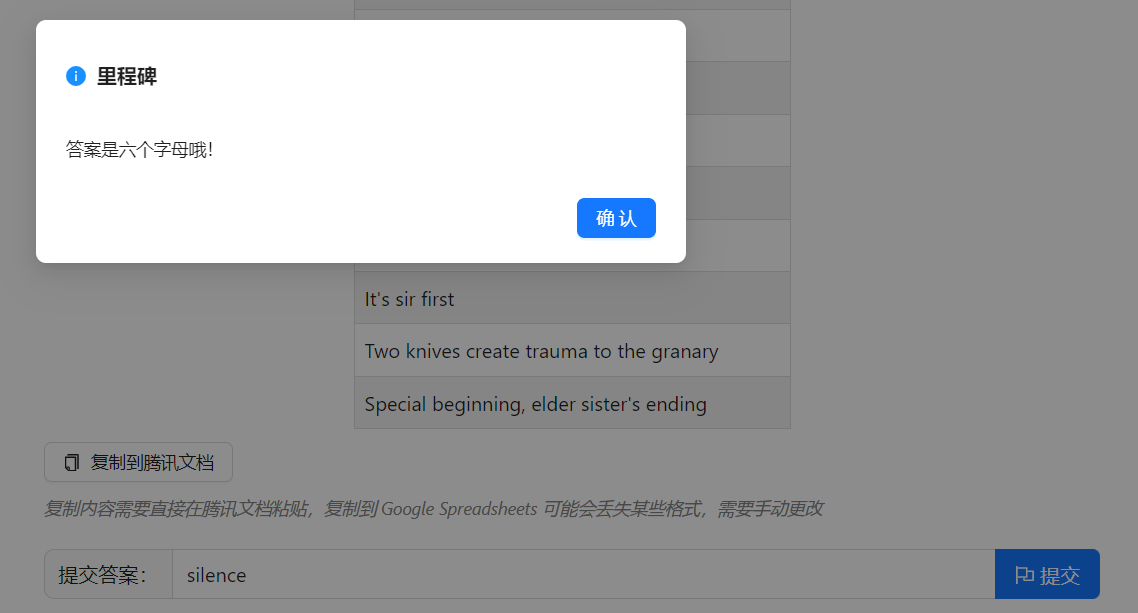 里程碑
答案是六个字母哦！
确 认
It's sir first
Two knives create trauma to the granary
Special beginning, elder sister's ending
复制到腾讯文档
复制内容需要直接在腾讯文档粘贴，复制到 Google Spreadsheets 可能会丢失某些格式，需要手动更改
提交答案： silence 提交